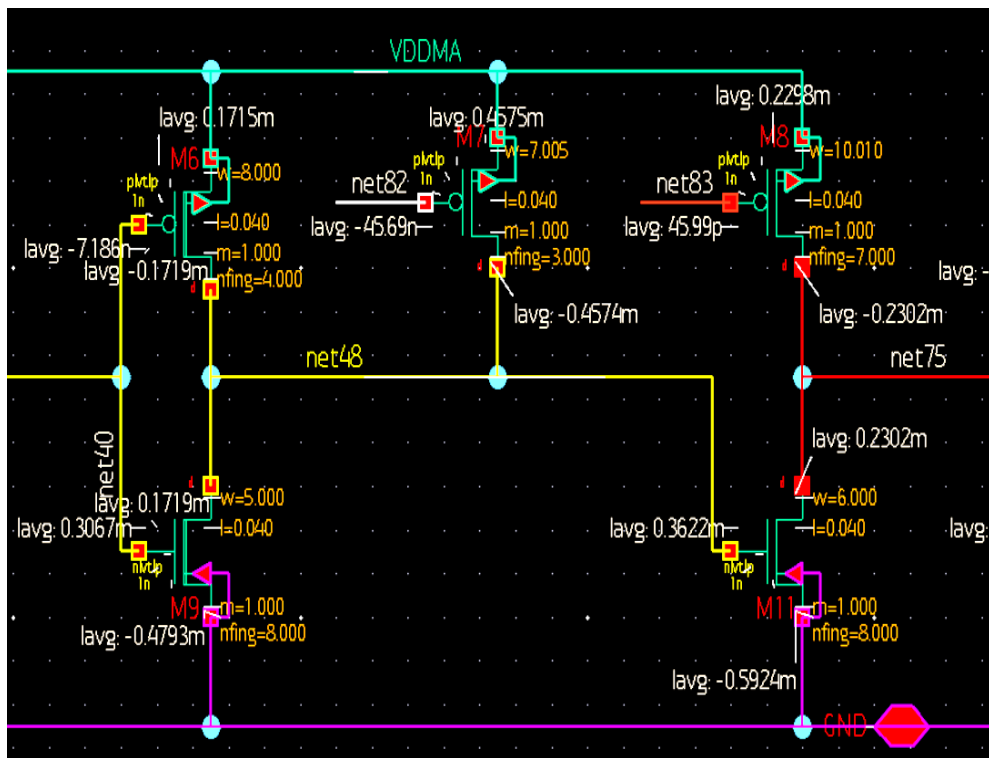 VDDMA
Iavg: 0.1715m
M6
w=8.000
plvtlp
1n
l=0.040
Iavg: -7.186n
m=1.000
Iavg: -0.1719m
nfing=4.000
d
Iavg: 0.4575m
M7
w=7.005
net82
plvtlp
1n
l=0.040
Iavg: -45.69n
m=1.000
nfing=3.000
d
Iavg: -0.4574m
Iavg: 0.2298m
M8
w=10.010
net83
plvtlp
1n
l=0.040
Iavg: 45.99p
m=1.000
nfing=7.000
d
Iavg: -0.2302m
Iavg: -
net48
net75
net40
d
Iavg: 0.1719m
w=5.000
Iavg: 0.3067m
l=0.040
nlvtlp
1n
M9
m=1.000
nfing=8.000
Iavg: -0.4793m
Iavg: 0.2302m
d
w=6.000
Iavg: 0.3622m
l=0.040
Iavg:
nlvtlp
1n
M11
m=1.000
nfing=8.000
Iavg: -0.5924m
GND